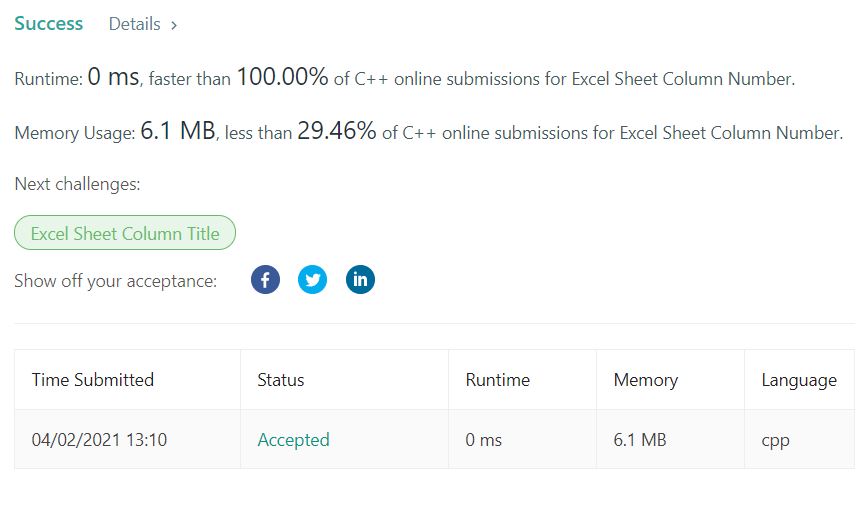 Success Details >
Runtime: 0 ms, faster than 100.00% of C++ online submissions for Excel Sheet Column Number.
Memory Usage: 6.1 MB, less than 29.46% of C++ online submissions for Excel Sheet Column Number.
Next challenges:
Excel Sheet Column Title
Show off your acceptance: f in
Time Submitted Status Runtime Memory Language
04/02/2021 13:10 Accepted 0 ms 6.1 MB cpp